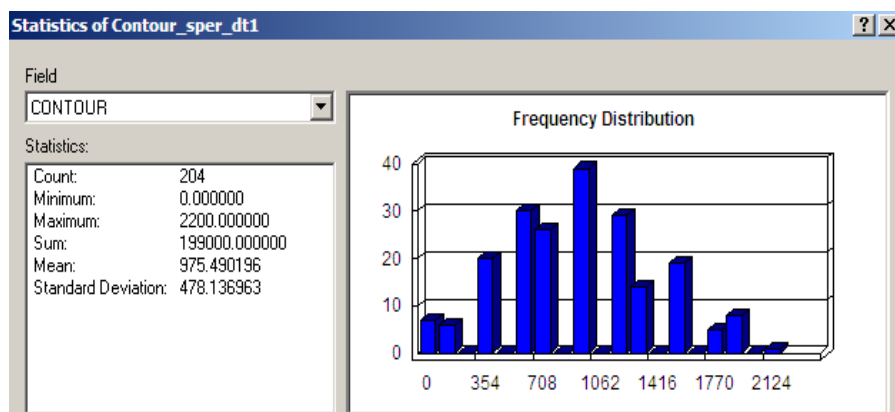 Statistics of Contour_sper_dt1
Field
CONTOUR
Statistics:
Count: 204
Minimum: 0.000000
Maximum: 2200.000000
Sum: 199000.000000
Mean: 975.490196
Standard Deviation: 478.136963
Frequency Distribution
40
30
20
10
0
0 354 708 1062 1416 1770 2124